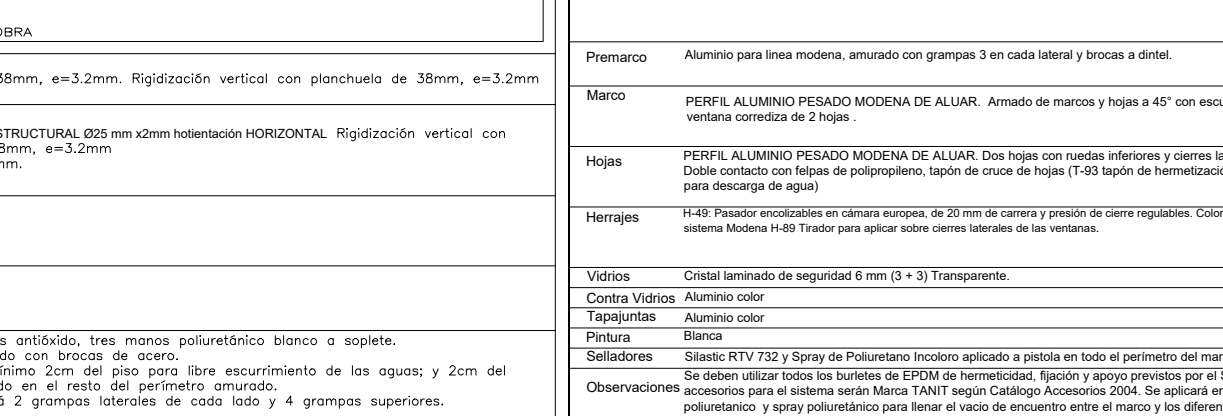 OBRA
38mm, e=3.2mm. Rigidización vertical con planchuela de 38mm, e=3.2mm
STRUCTURAL Ø25 mm x2mm hotientación HORIZONTAL Rigidización vertical con
8mm, e=3.2mm
mm.
s antióxido, tres manos poliuretánico blanco a soplete.
do con brocas de acero.
nimo 2cm del piso para libre escurrimiento de las aguas; y 2cm del
do en el resto del perímetro amurado.
á 2 grampas laterales de cada lado y 4 grampas superiores.
Premarco Aluminio para linea modena, amurado con grampas 3 en cada lateral y brocas a dintel.
Marco PERFIL ALUMINIO PESADO MODENA DE ALUAR. Armado de marcos y hojas a 45° con escu
ventana corrediza de 2 hojas .
Hojas PERFIL ALUMINIO PESADO MODENA DE ALUAR. Dos hojas con ruedas inferiores y cierres la
Doble contacto con felpas de polipropileno, tapón de cruce de hojas (T-93 tapón de hermetizació
para descarga de agua)
Herrajes H-49: Pasador encolizables en cámara europea, de 20 mm de carrera y presión de cierre regulables. Color
sistema Modena H-89 Tirador para aplicar sobre cierres laterales de las ventanas.
Vidrios Cristal laminado de seguridad 6 mm (3 + 3) Transparente.
Contra Vidrios Aluminio color
Tapajuntas Aluminio color
Pintura Blanca
Selladores Silastic RTV 732 y Spray de Poliuretano Incoloro aplicado a pistola en todo el perímetro del mar
Observaciones Se deben utilizar todos los burletes de EPDM de hermeticidad, fijación y apoyo previstos por el S
accesorios para el sistema serán Marca TANIT según Catálogo Accesorios 2004. Se aplicará en
poliuretanico y spray poliuretánico para llenar el vacio de encuentro entre el marco y los diferen